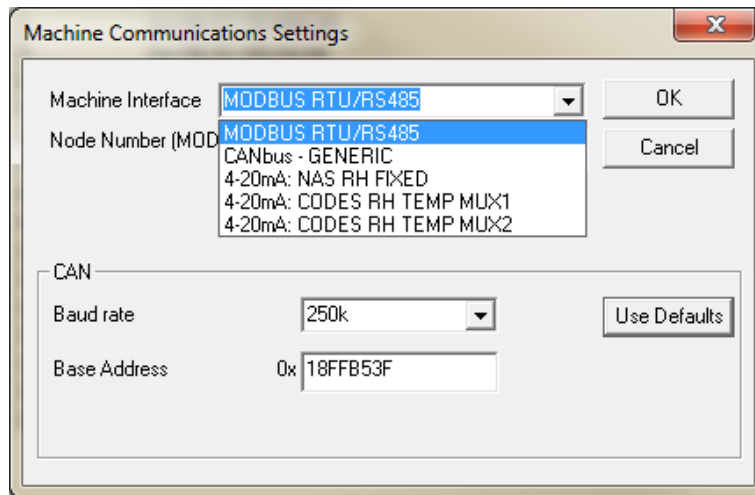 Machine Communications Settings
Machine Interface MODBUS RTU/RS485 OK
Node Number (MOD MODBUS RTU/RS485 Cancel
CANbus - GENERIC
4-20mA: NAS RH FIXED
4-20mA: CODES RH TEMP MUX1
4-20mA: CODES RH TEMP MUX2
CAN
Baud rate 250k Use Defaults
Base Address 0x 18FFB53F